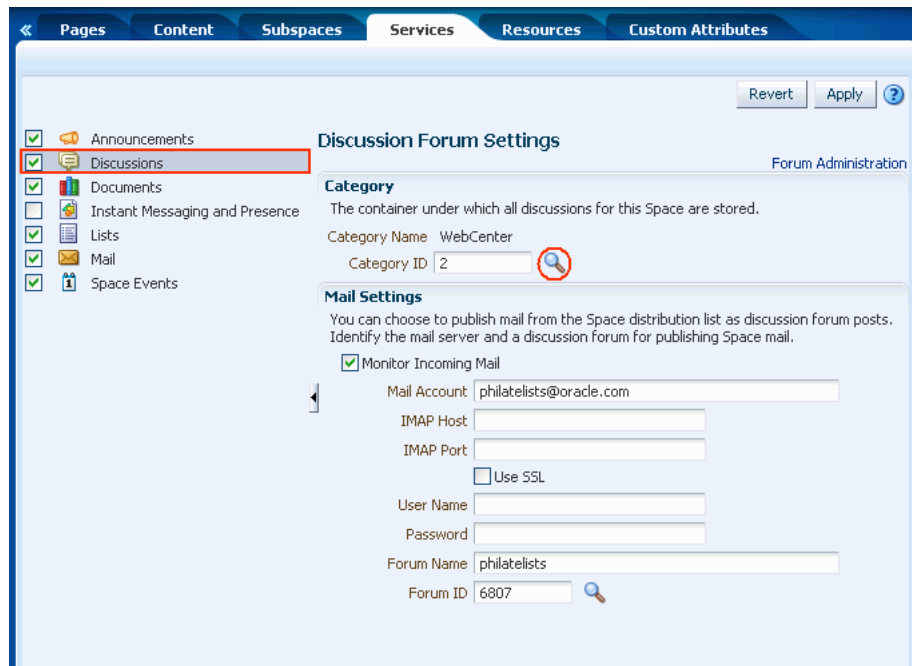 « Pages Content Subspaces Services Resources Custom Attributes
Revert Apply ?
Announcements
Discussions
Documents
Instant Messaging and Presence
Lists
Mail
1 Space Events
Discussion Forum Settings
Forum Administration
Category
The container under which all discussions for this Space are stored.
Category Name WebCenter
Category ID 2
Mail Settings
You can choose to publish mail from the Space distribution list as discussion forum posts.
Identify the mail server and a discussion forum for publishing Space mail.
Monitor Incoming Mail
Mail Account philatelists@oracle.com
IMAP Host
IMAP Port
Use SSL
User Name
Password
Forum Name philatelists
Forum ID 6807